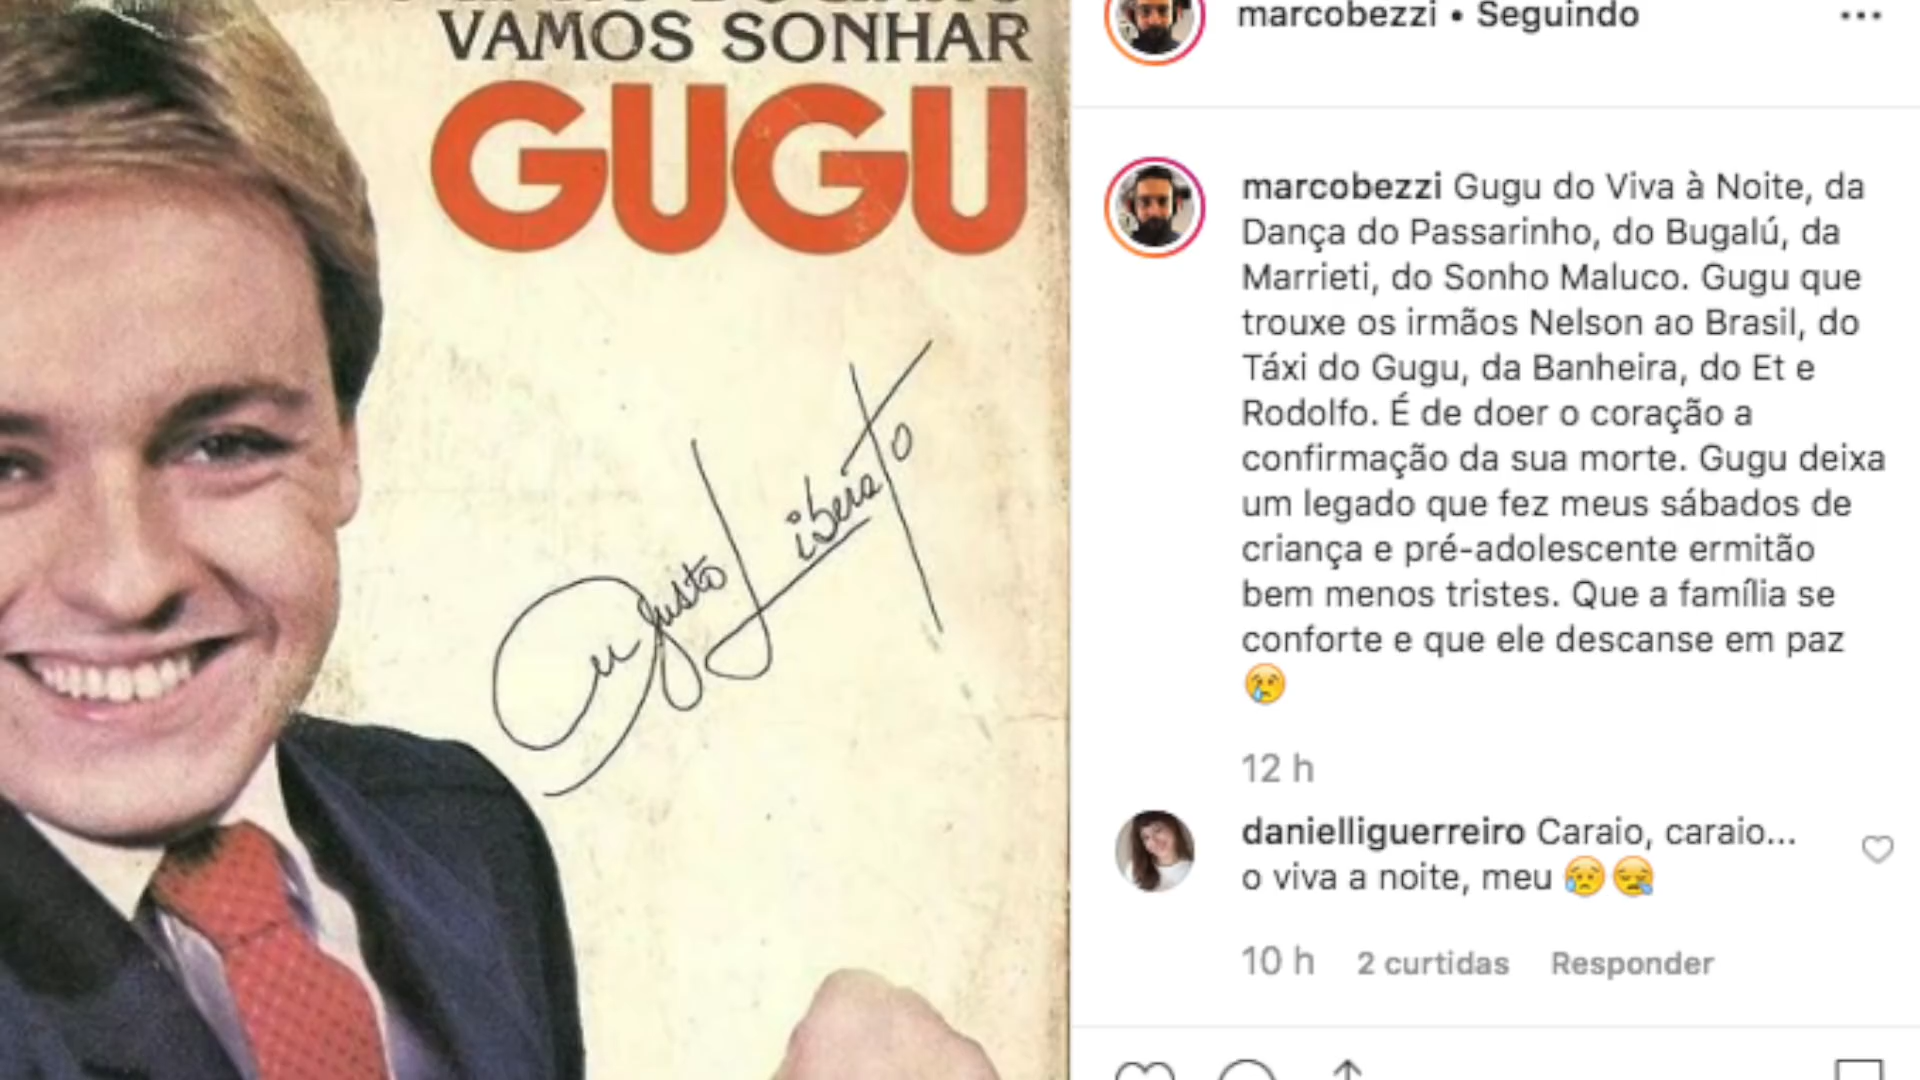 VAMOS SONHAR
GUGU
Augusto Liberato
marcobezzi • Seguindo
marcobezzi Gugu do Viva à Noite, da
Dança do Passarinho, do Bugalú, da
Marrieti, do Sonho Maluco. Gugu que
trouxe os irmãos Nelson ao Brasil, do
Táxi do Gugu, da Banheira, do Et e
Rodolfo. É de doer o coração a
confirmação da sua morte. Gugu deixa
um legado que fez meus sábados de
criança e pré-adolescente ermitão
bem menos tristes. Que a família se
conforte e que ele descanse em paz
😢
12 h
danielliguerreiro Caraio, caraio...
o viva a noite, meu 😥😪
10 h 2 curtidas Responder